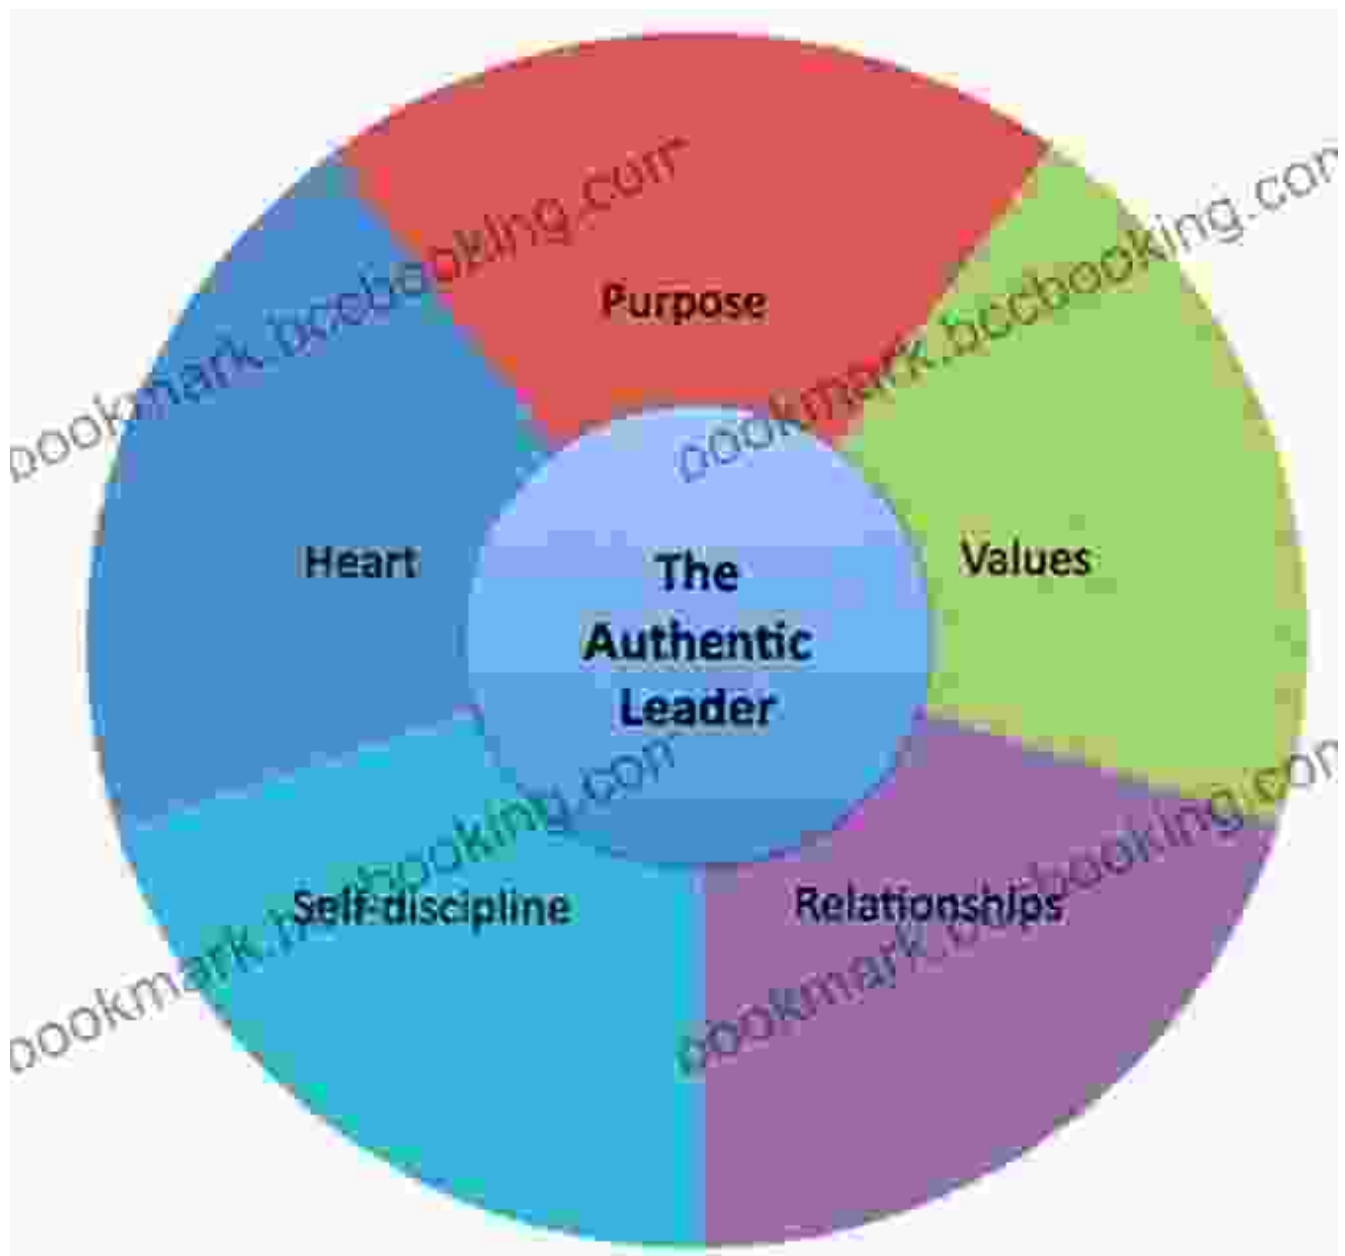 Purpose
Heart
Values
The
Authentic
Leader
Self-discipline
Relationships
bookmark.bccbooking.com
bookmark.bccbooking.com
bookmark.bccbooking.com
bookmark.bccbooking.com